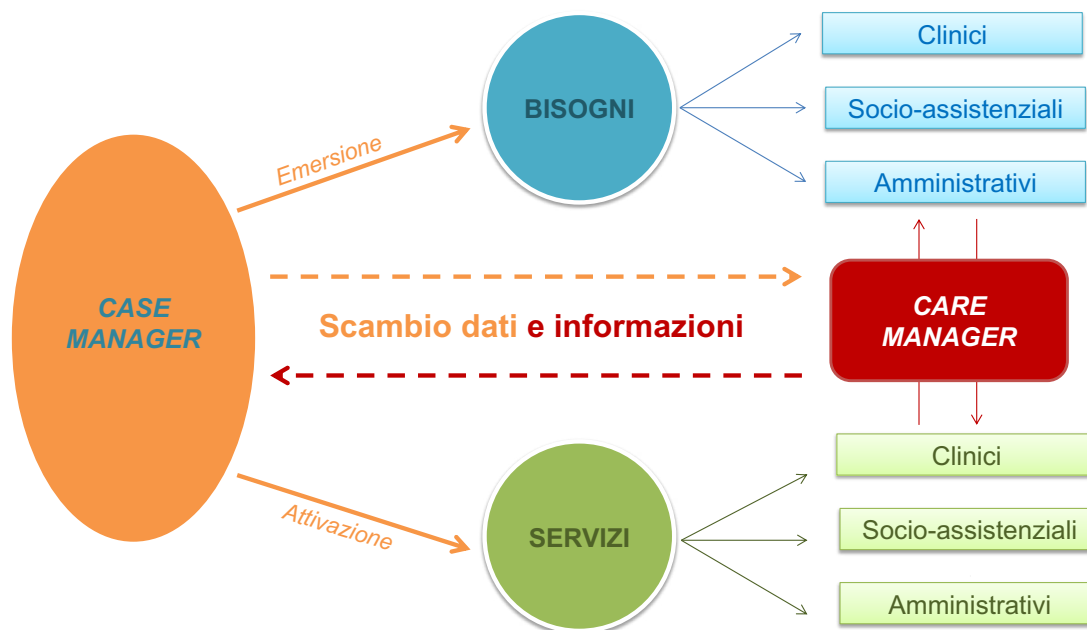 Clinici
BISOGNI
Socio-assistenziali
Emersione
Amministrativi
CASE
MANAGER
Scambio dati e informazioni
CARE
MANAGER
Clinici
Attivazione
SERVIZI
Socio-assistenziali
Amministrativi